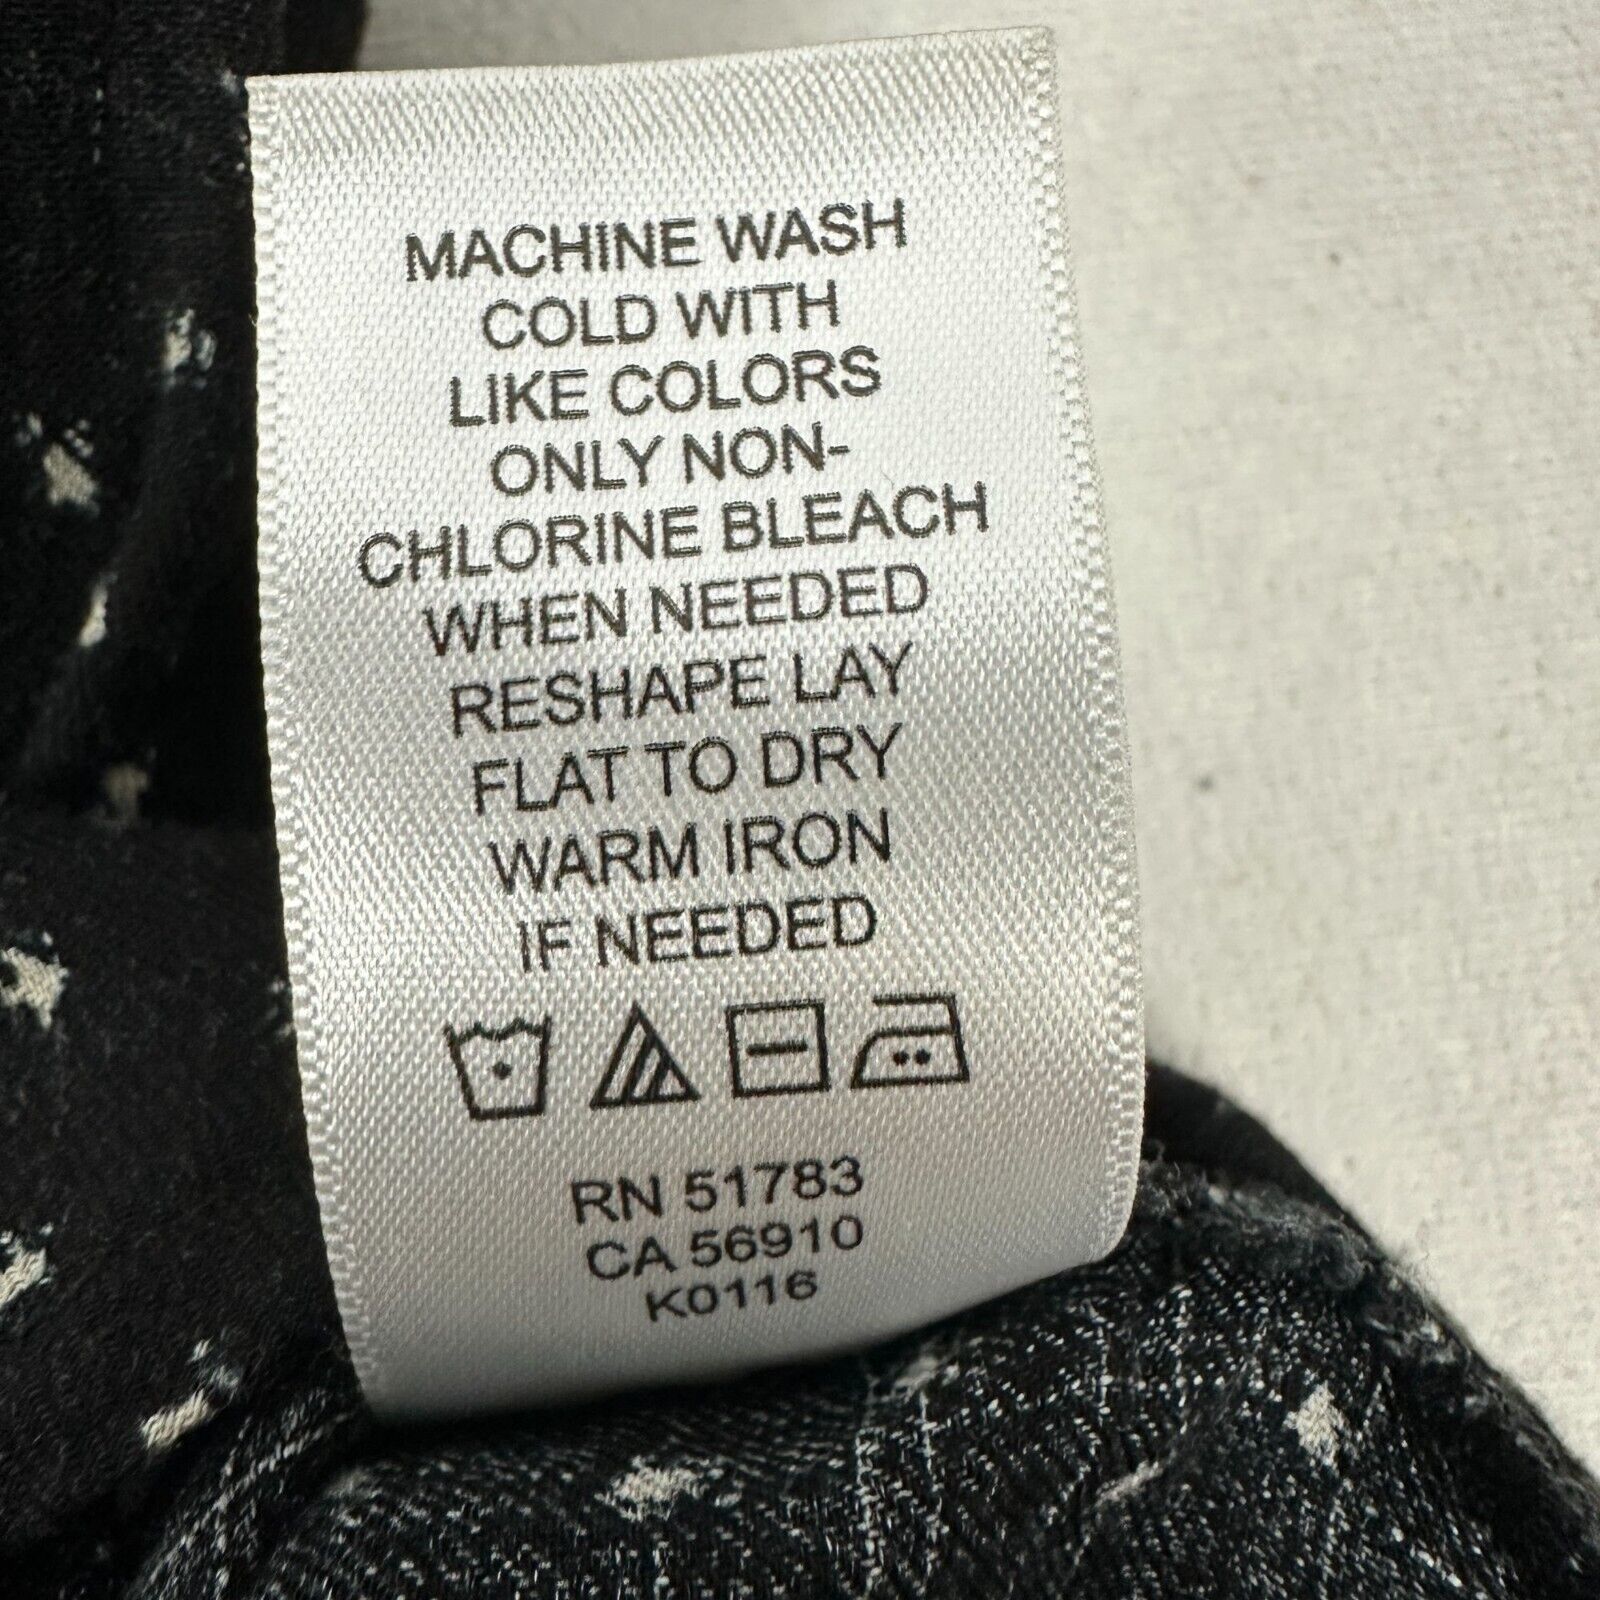 MACHINE WASH
COLD WITH
LIKE COLORS
ONLY NON-
CHLORINE BLEACH
WHEN NEEDED
RESHAPE LAY
FLAT TO DRY
WARM IRON
IF NEEDED
RN 51783
CA 56910
K0116